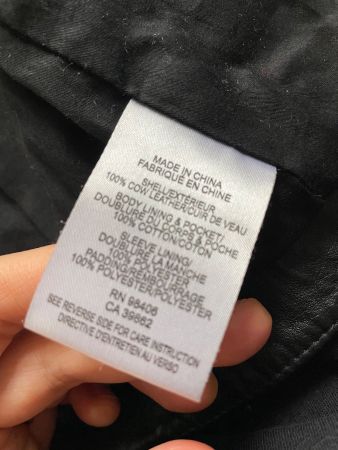 MADE IN CHINA
FABRIQUE EN CHINE
SHELL/EXTÉRIEUR
100% COW LEATHER/CUIR DE VEAU
BODY LINING & POCKET/
DOUBLURE DU CORPS & POCHE
100% COTTON/COTON
SLEEVE LINING/
DOUBLURE LA MANCHE
100% POLYESTER
PADDING/REMBOURRAGE
100% POLYESTER/POLYESTER
RN 98406
CA 39662
SEE REVERSE SIDE FOR CARE INSTRUCTION
DIRECTIVE D'ENTRETIEN AU VERSO